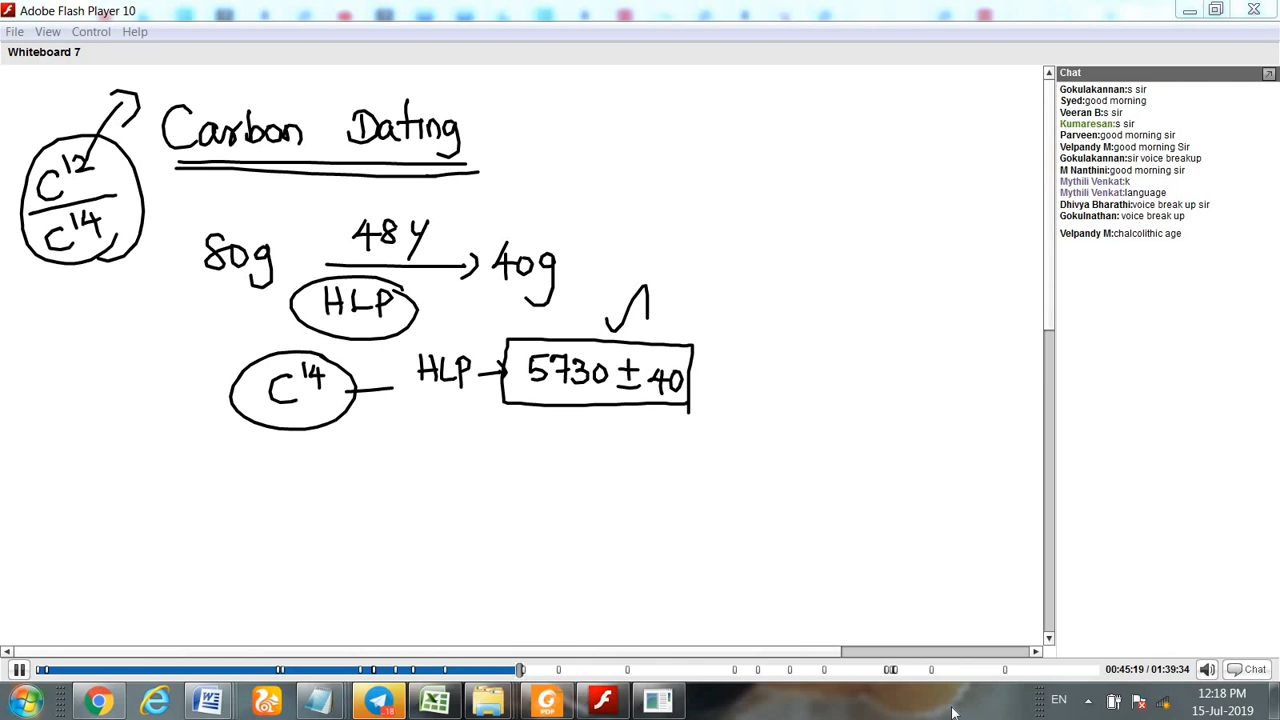 Adobe Flash Player 10
File View Control Help
Whiteboard 7
C12
C14
Carbon Dating
80g 48y 40g
HLP
C14 HLP 5730 ± 40
Chat
Gokulakannan:s sir
Syed:good morning
Veeran B:s sir
Kumaresan:s sir
Parveen:good morning sir
Velpandy M:good morning Sir
Gokulakannan:sir voice breakup
M Nanthini:good morning sir
Mythili Venkat:k
Mythili Venkat:language
Dhivya Bharathi:voice break up sir
Gokulnathan: voice break up
Velpandy M:chalcolithic age
00:45:19 / 01:39:34 Chat
18
EN
12:18 PM
15-Jul-2019